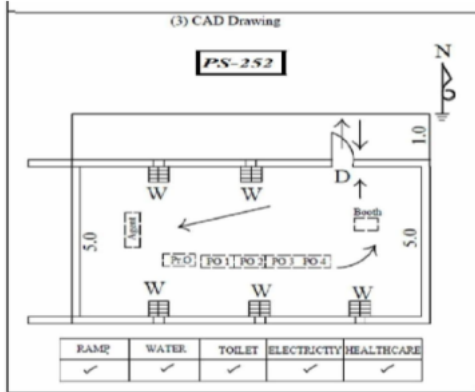 (3) CAD Drawing
PS-252
N
1.0
W W D
Booth
5.0 Agent 5.0
Pr.O PO 1 PO 2 PO 3 PO 4
W W W
RAMP WATER TOILET ELECTRICTIY HEALTHCARE
✓ ✓ ✓ ✓ ✓